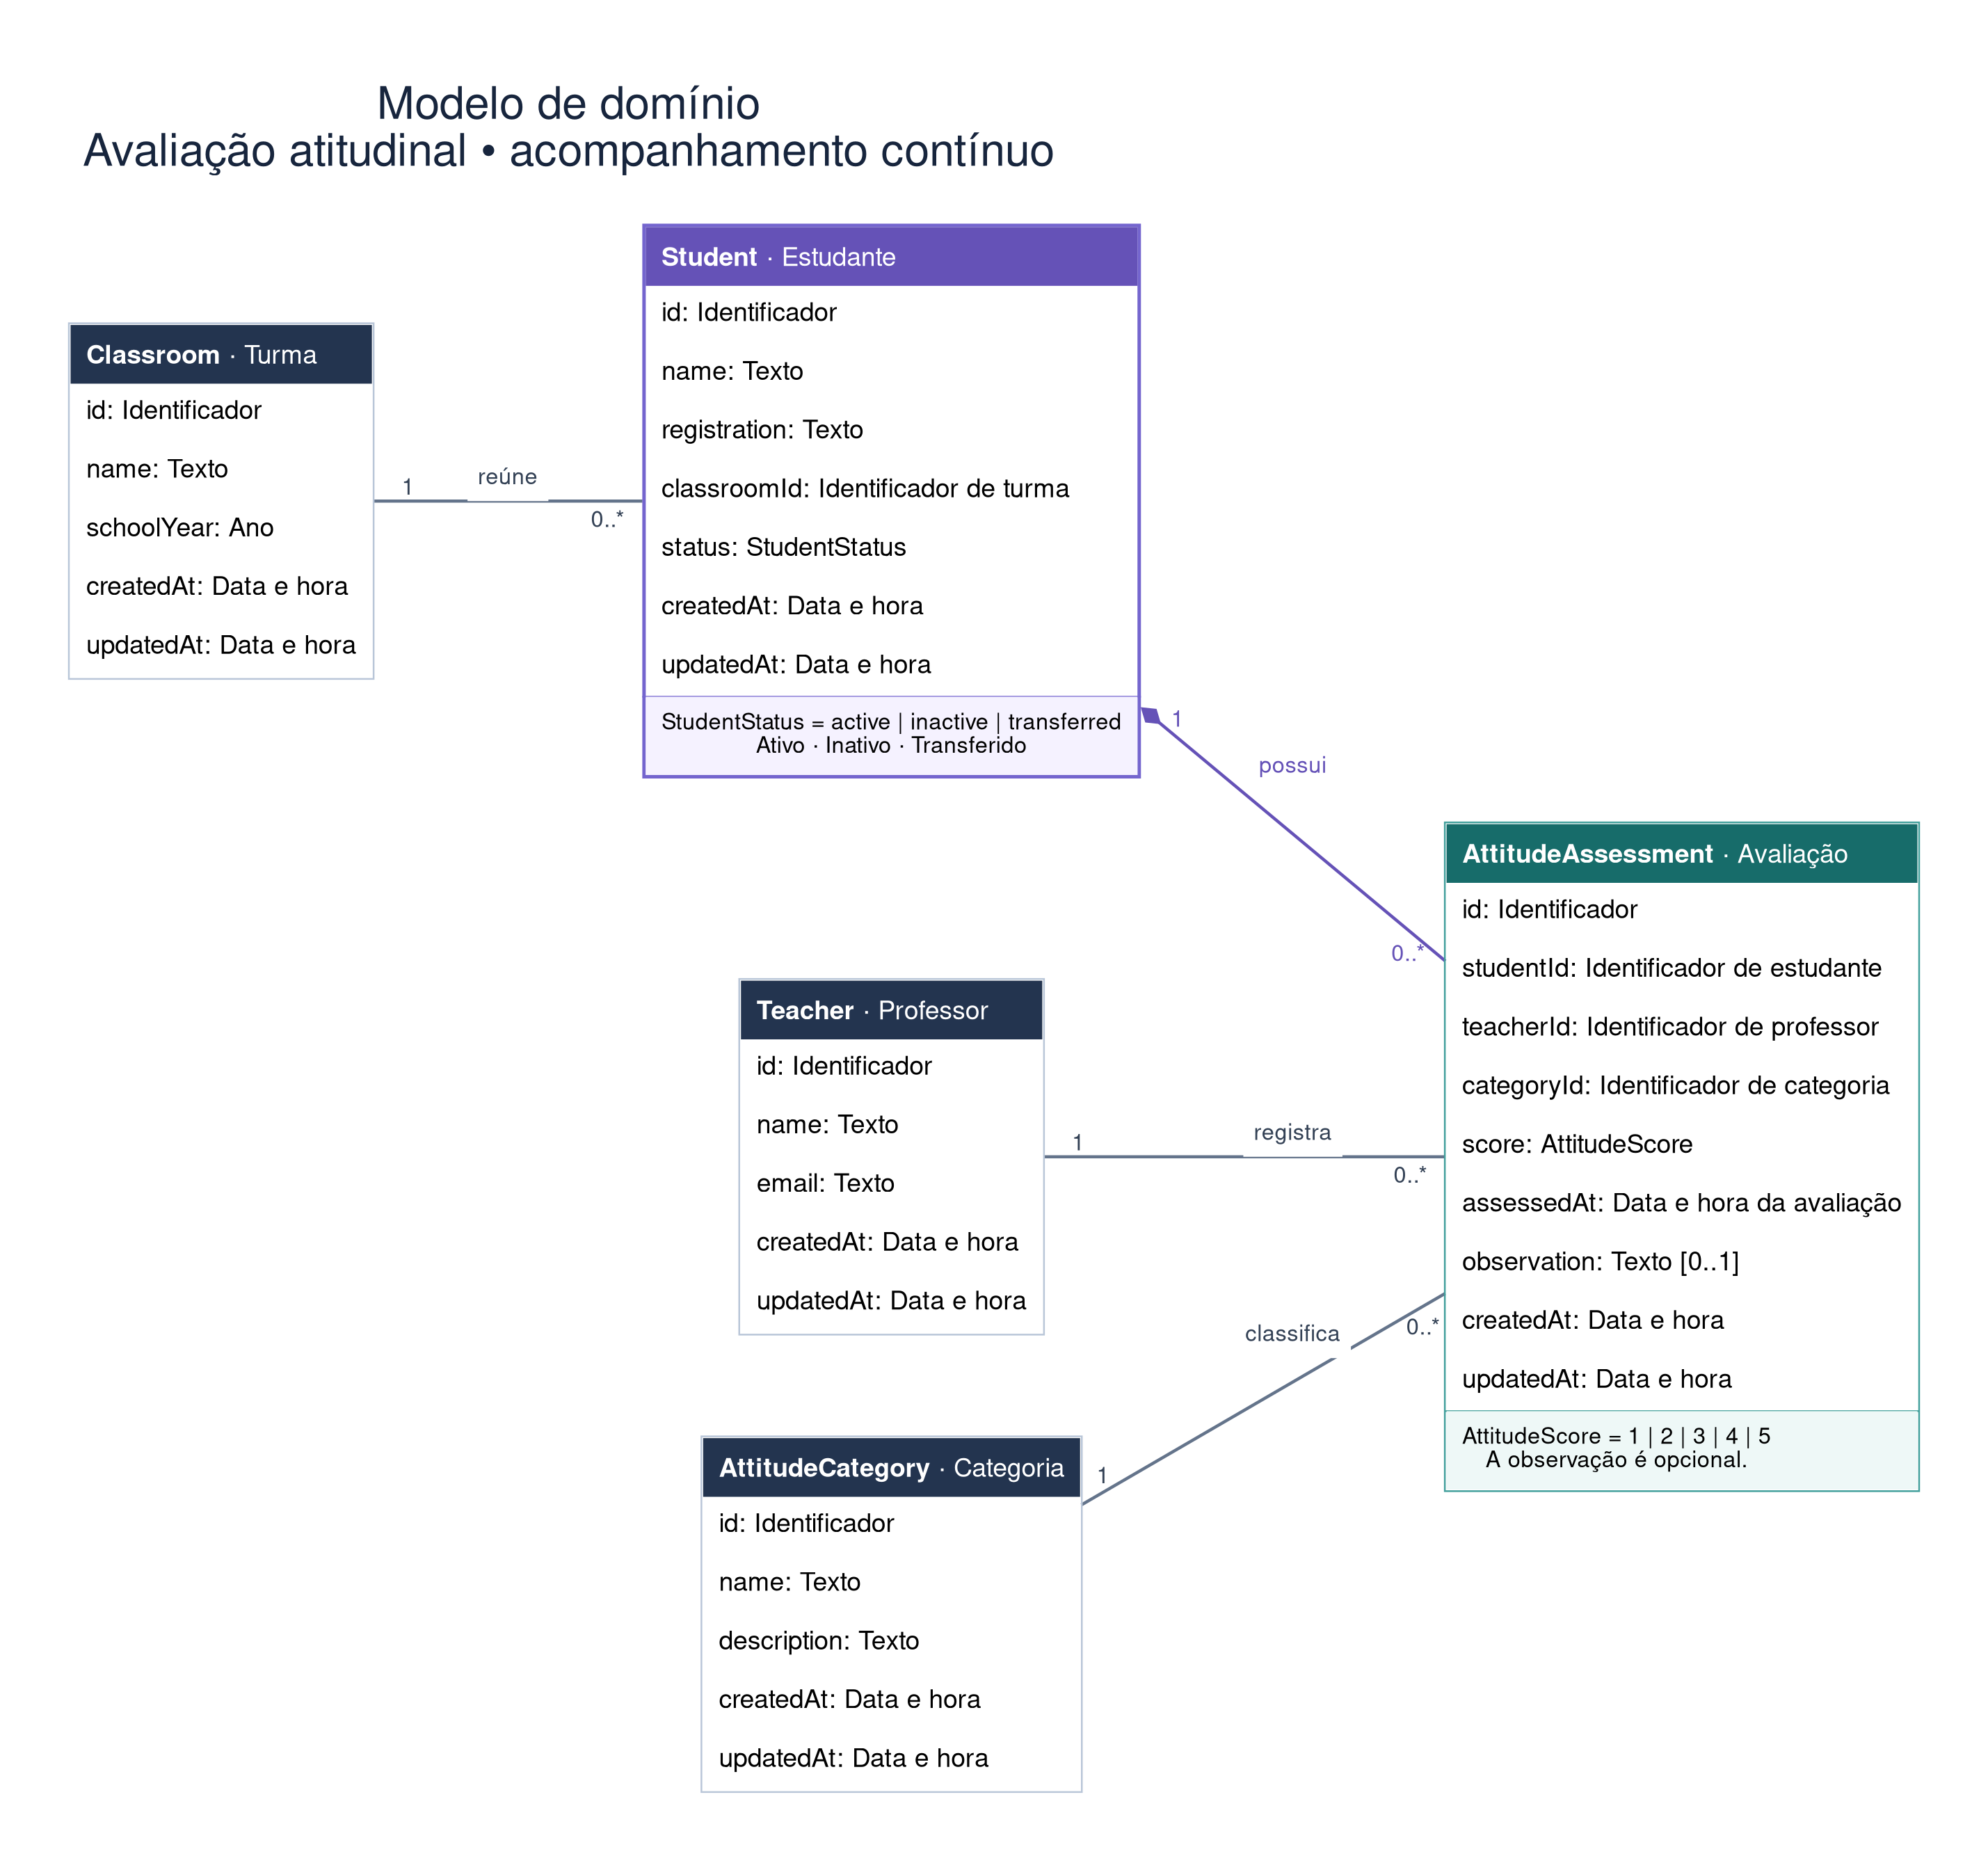 Modelo de domínio
Avaliação atitudinal • acompanhamento contínuo
Classroom · Turma
id: Identificador
name: Texto
schoolYear: Ano
createdAt: Data e hora
updatedAt: Data e hora
1
reúne
0..*
Student · Estudante
id: Identificador
name: Texto
registration: Texto
classroomId: Identificador de turma
status: StudentStatus
createdAt: Data e hora
updatedAt: Data e hora
StudentStatus = active | inactive | transferred
Ativo · Inativo · Transferido
1
possui
0..*
Teacher · Professor
id: Identificador
name: Texto
email: Texto
createdAt: Data e hora
updatedAt: Data e hora
1
registra
0..*
AttitudeCategory · Categoria
id: Identificador
name: Texto
description: Texto
createdAt: Data e hora
updatedAt: Data e hora
1
classifica
0..*
AttitudeAssessment · Avaliação
id: Identificador
studentId: Identificador de estudante
teacherId: Identificador de professor
categoryId: Identificador de categoria
score: AttitudeScore
assessedAt: Data e hora da avaliação
observation: Texto [0..1]
createdAt: Data e hora
updatedAt: Data e hora
AttitudeScore = 1 | 2 | 3 | 4 | 5
A observação é opcional.